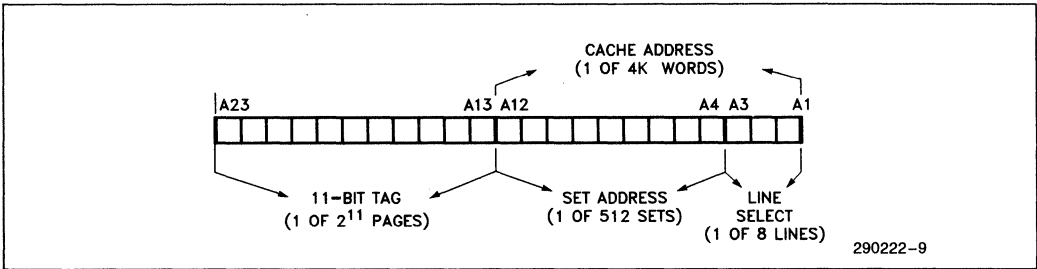 CACHE ADDRESS
(1 OF 4K WORDS)
A23 A13 A12 A4 A3 A1
11-BIT TAG
(1 OF 2¹¹ PAGES)
SET ADDRESS
(1 OF 512 SETS)
LINE
SELECT
(1 OF 8 LINES)
290222-9